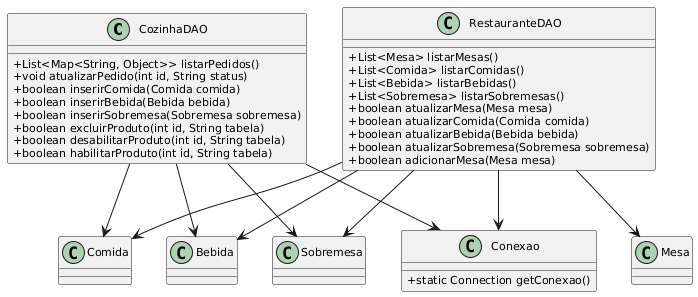 C CozinhaDAO
+List<Map<String, Object>> listarPedidos()
+void atualizarPedido(int id, String status)
+boolean inserirComida(Comida comida)
+boolean inserirBebida(Bebida bebida)
+boolean inserirSobremesa(Sobremesa sobremesa)
+boolean excluirProduto(int id, String tabela)
+boolean desabilitarProduto(int id, String tabela)
+boolean habilitarProduto(int id, String tabela)
C RestauranteDAO
+List<Mesa> listarMesas()
+List<Comida> listarComidas()
+List<Bebida> listarBebidas()
+List<Sobremesa> listarSobremesas()
+boolean atualizarMesa(Mesa mesa)
+boolean atualizarComida(Comida comida)
+boolean atualizarBebida(Bebida bebida)
+boolean atualizarSobremesa(Sobremesa sobremesa)
+boolean adicionarMesa(Mesa mesa)
C Comida
C Bebida
C Sobremesa
C Conexao
+static Connection getConexao()
C Mesa